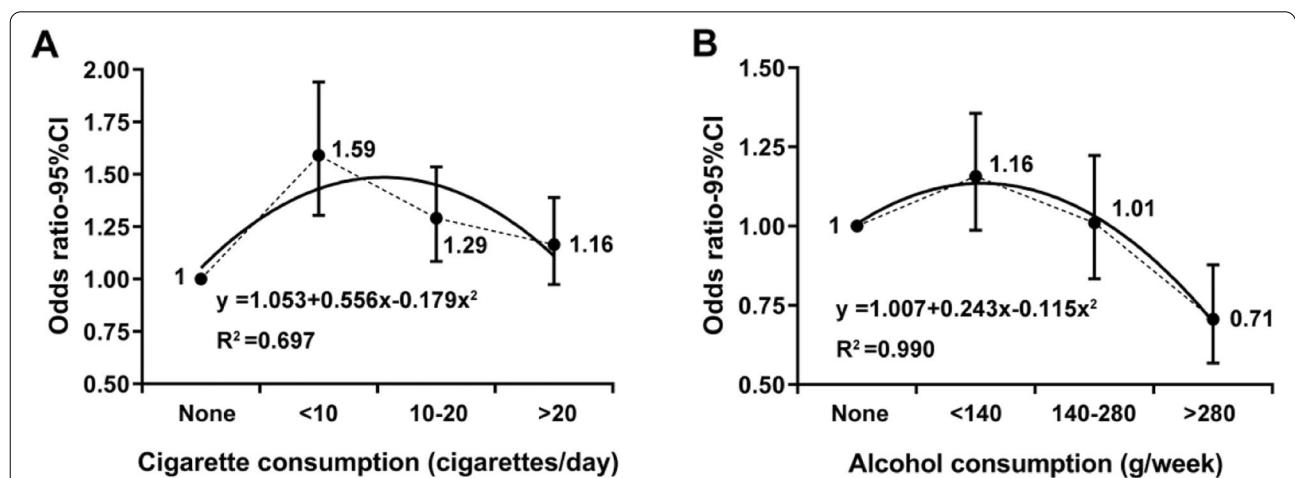 A
Odds ratio-95%CI
2.00
1.75
1.50
1.25
1.00
0.75
0.50
1
1.59
1.29
1.16
y =1.053+0.556x-0.179x²
R² =0.697
None <10 10-20 >20
Cigarette consumption (cigarettes/day)
B
Odds ratio-95%CI
1.50
1.25
1.00
0.75
0.50
1
1.16
1.01
0.71
y =1.007+0.243x-0.115x²
R² =0.990
None <140 140-280 >280
Alcohol consumption (g/week)